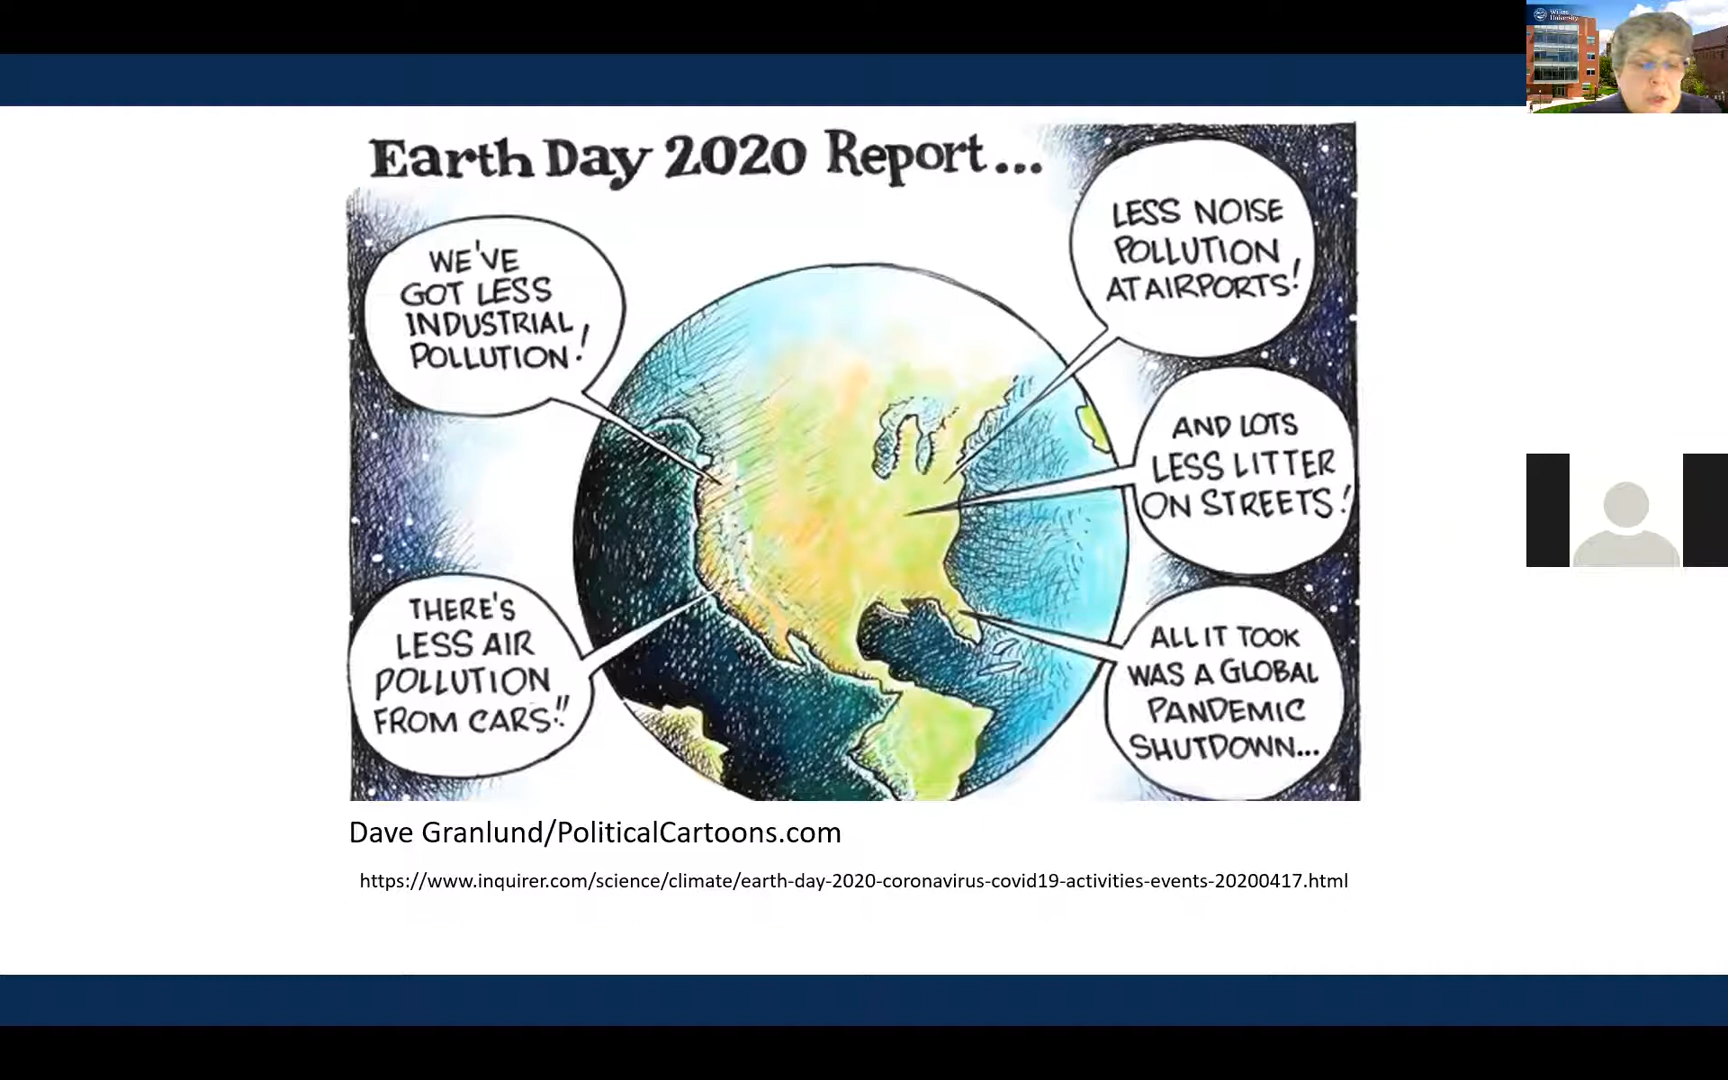 Wilkes
University
Earth Day 2020 Report...
WE'VE
GOT LESS
INDUSTRIAL
POLLUTION!
LESS NOISE
POLLUTION
AT AIRPORTS!
AND LOTS
LESS LITTER
ON STREETS!
THERE'S
LESS AIR
POLLUTION
FROM CARS!!
ALL IT TOOK
WAS A GLOBAL
PANDEMIC
SHUTDOWN...
Dave Granlund/PoliticalCartoons.com
https://www.inquirer.com/science/climate/earth-day-2020-coronavirus-covid19-activities-events-20200417.html